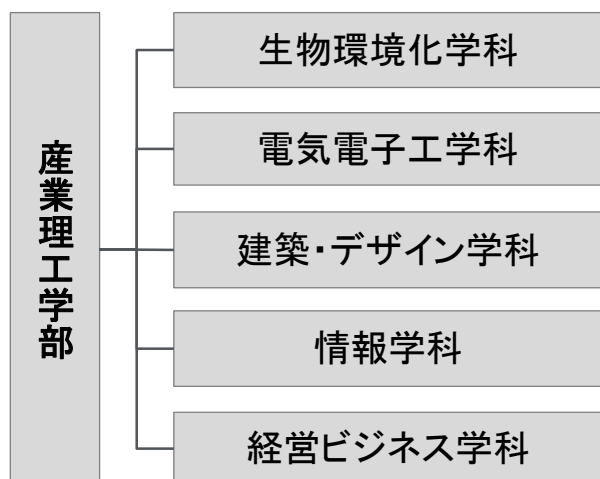 産業理工学部
生物環境化学科
電気電子工学科
建築・デザイン学科
情報学科
経営ビジネス学科